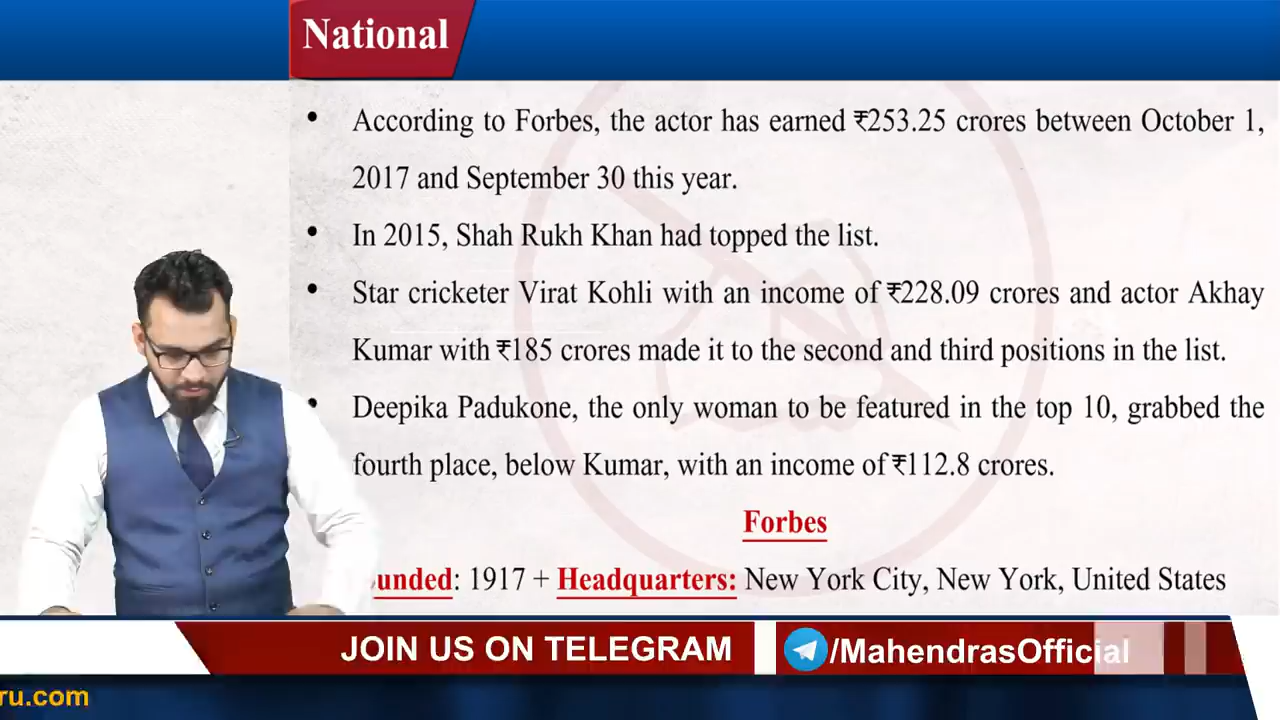 National
• According to Forbes, the actor has earned ₹253.25 crores between October 1,
2017 and September 30 this year.
• In 2015, Shah Rukh Khan had topped the list.
• Star cricketer Virat Kohli with an income of ₹228.09 crores and actor Akhay
Kumar with ₹185 crores made it to the second and third positions in the list.
• Deepika Padukone, the only woman to be featured in the top 10, grabbed the
fourth place, below Kumar, with an income of ₹112.8 crores.
Forbes
unded: 1917 + Headquarters: New York City, New York, United States
JOIN US ON TELEGRAM /MahendrasOfficial
ru.com